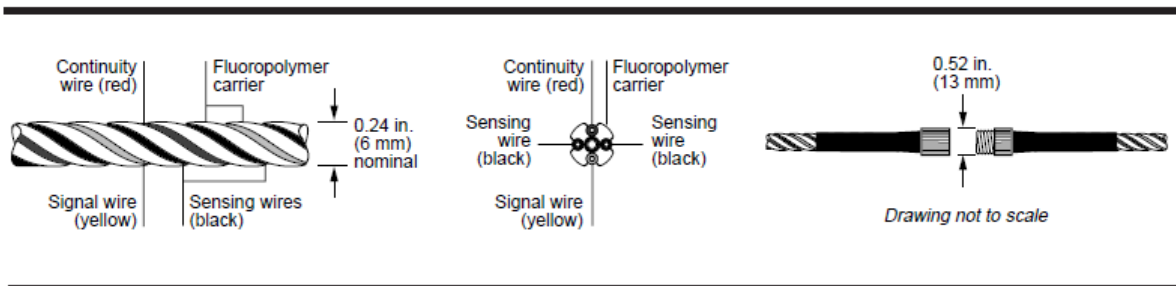 Continuity
wire (red)
Fluoropolymer
carrier
0.24 in.
(6 mm)
nominal
Signal wire
(yellow)
Sensing wires
(black)
Continuity
wire (red)
Fluoropolymer
carrier
Sensing
wire
(black)
Sensing
wire
(black)
Signal wire
(yellow)
0.52 in.
(13 mm)
Drawing not to scale